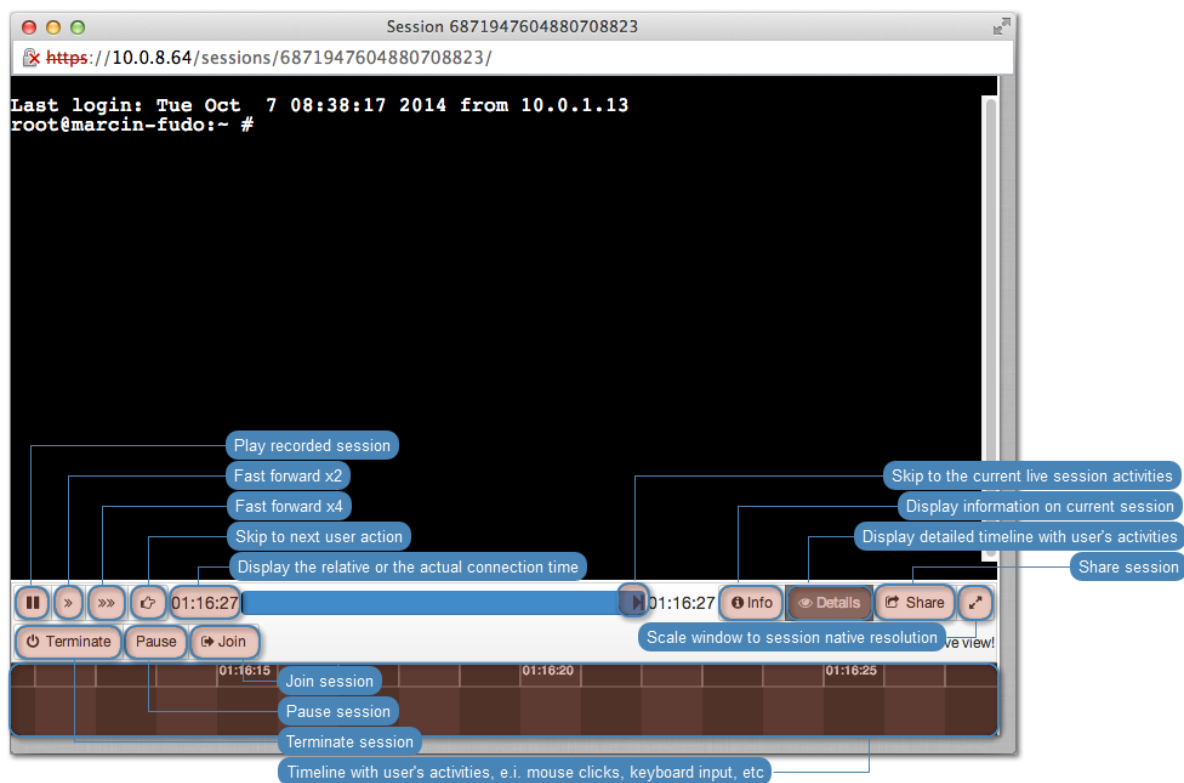 Session 6871947604880708823
https://10.0.8.64/sessions/6871947604880708823/
Last login: Tue Oct  7 08:38:17 2014 from 10.0.1.13
root@marcin-fudo:~ #
Play recorded session
Fast forward x2
Skip to the current live session activities
Fast forward x4
Display information on current session
Skip to next user action
Display detailed timeline with user's activities
Display the relative or the actual connection time
Share session
01:16:27
01:16:27
Info
Details
Share
Terminate
Pause
Join
Scale window to session native resolution
ve view!
01:16:15
01:16:20
01:16:25
Join session
Pause session
Terminate session
Timeline with user's activities, e.i. mouse clicks, keyboard input, etc